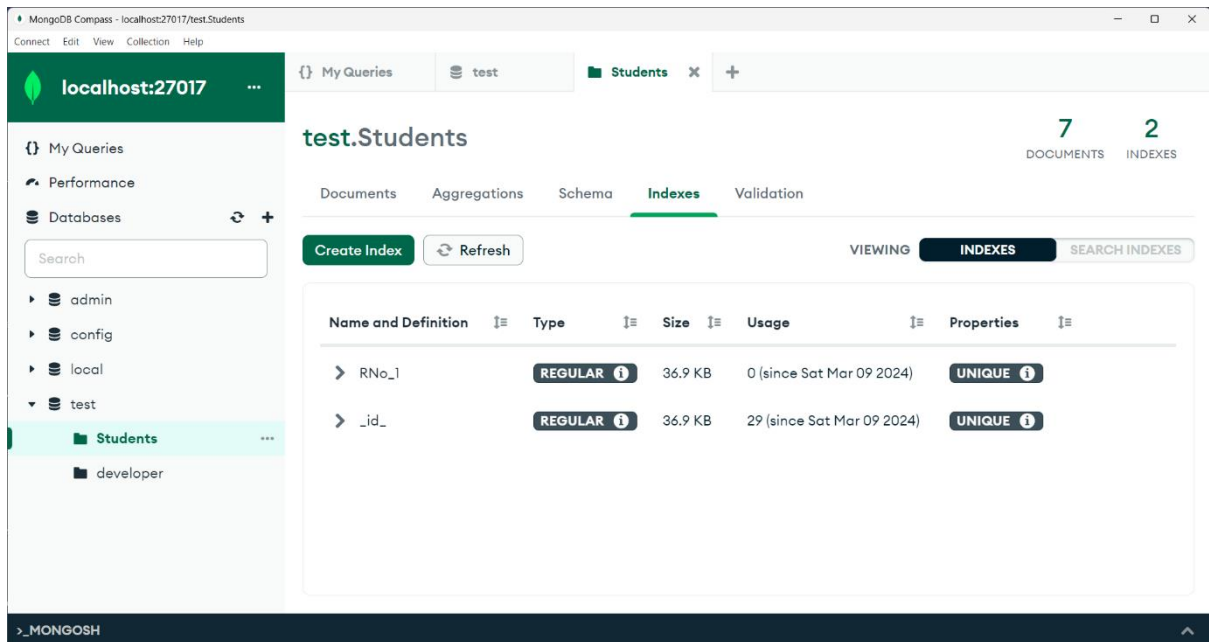 MongoDB Compass - localhost:27017/test.Students
Connect Edit View Collection Help
localhost:27017 ...
{} My Queries
Performance
Databases
Search
admin
config
local
test
Students ...
developer
{} My Queries
test
Students
test.Students
7
DOCUMENTS
2
INDEXES
Documents Aggregations Schema Indexes Validation
Create Index Refresh
VIEWING INDEXES SEARCH INDEXES
Name and Definition Type Size Usage Properties
RNo_1 REGULAR 36.9 KB 0 (since Sat Mar 09 2024) UNIQUE
_id_ REGULAR 36.9 KB 29 (since Sat Mar 09 2024) UNIQUE
>_MONGOSH